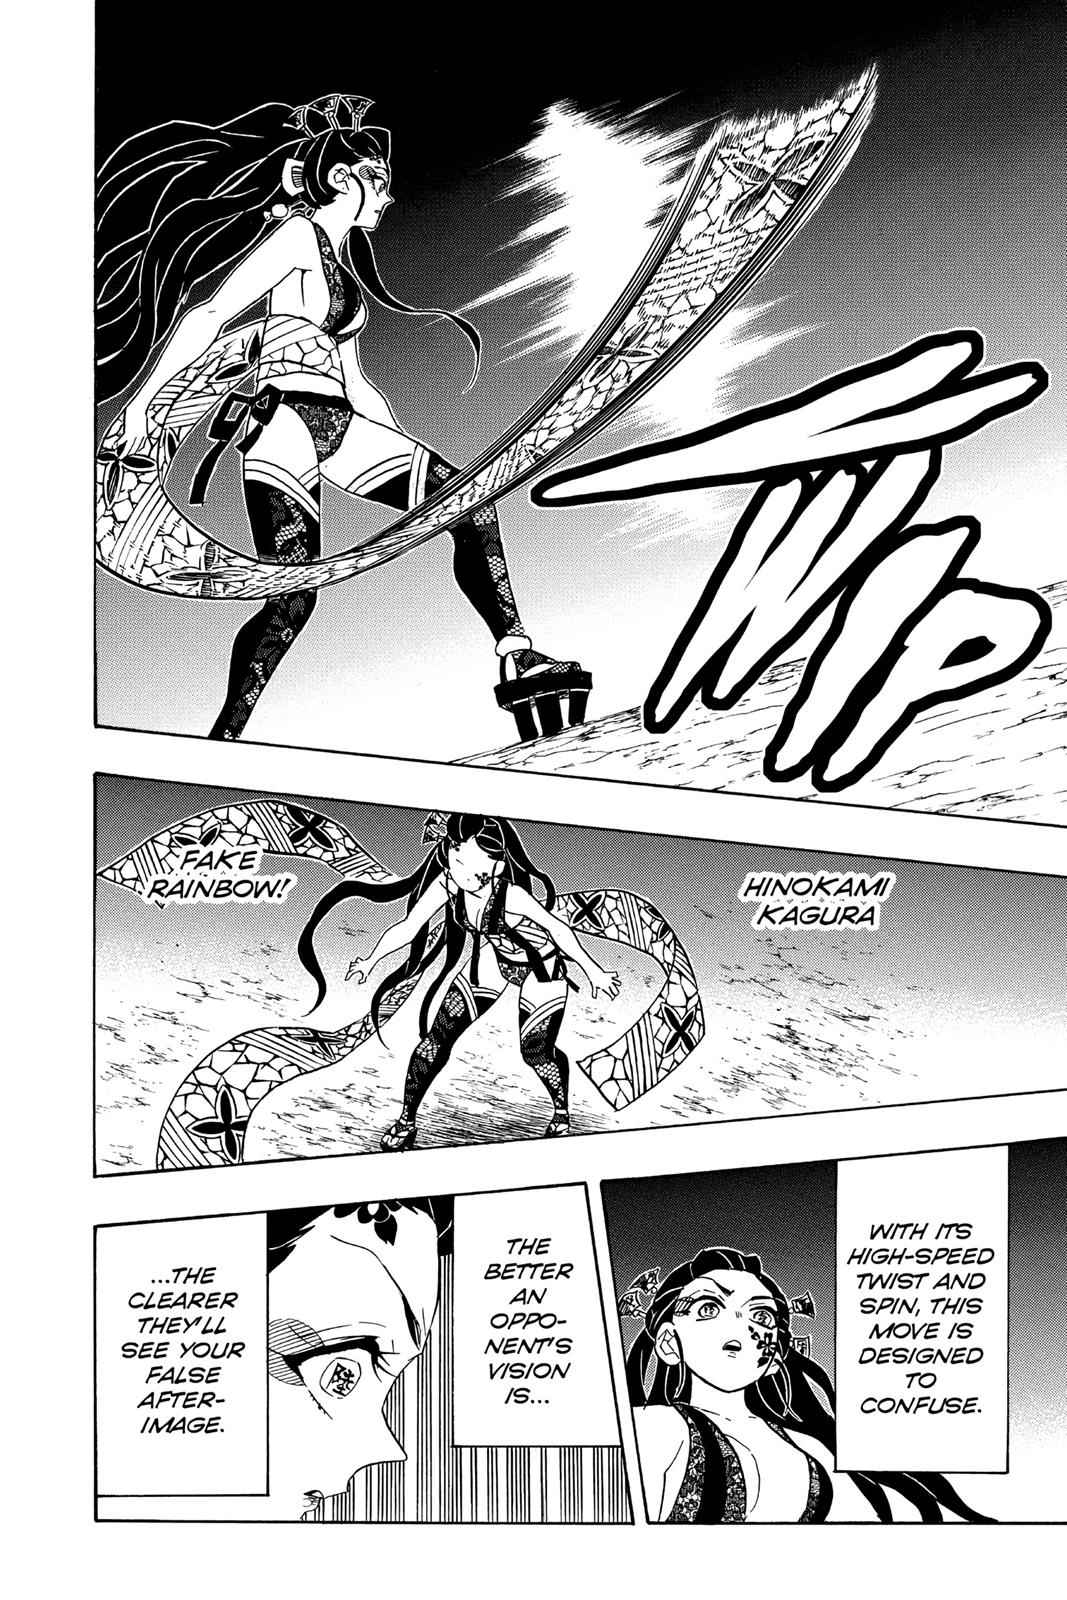 WIP
HINOKAMI
KAGURA
FAKE
RAINBOW!
WITH ITS
HIGH-SPEED
TWIST AND
SPIN, THIS
MOVE IS
DESIGNED
TO
CONFUSE.
THE
BETTER
AN
OPPO-
NENT'S
VISION
IS...
...THE
CLEARER
THEY'LL
SEE YOUR
FALSE
AFTER-
IMAGE.